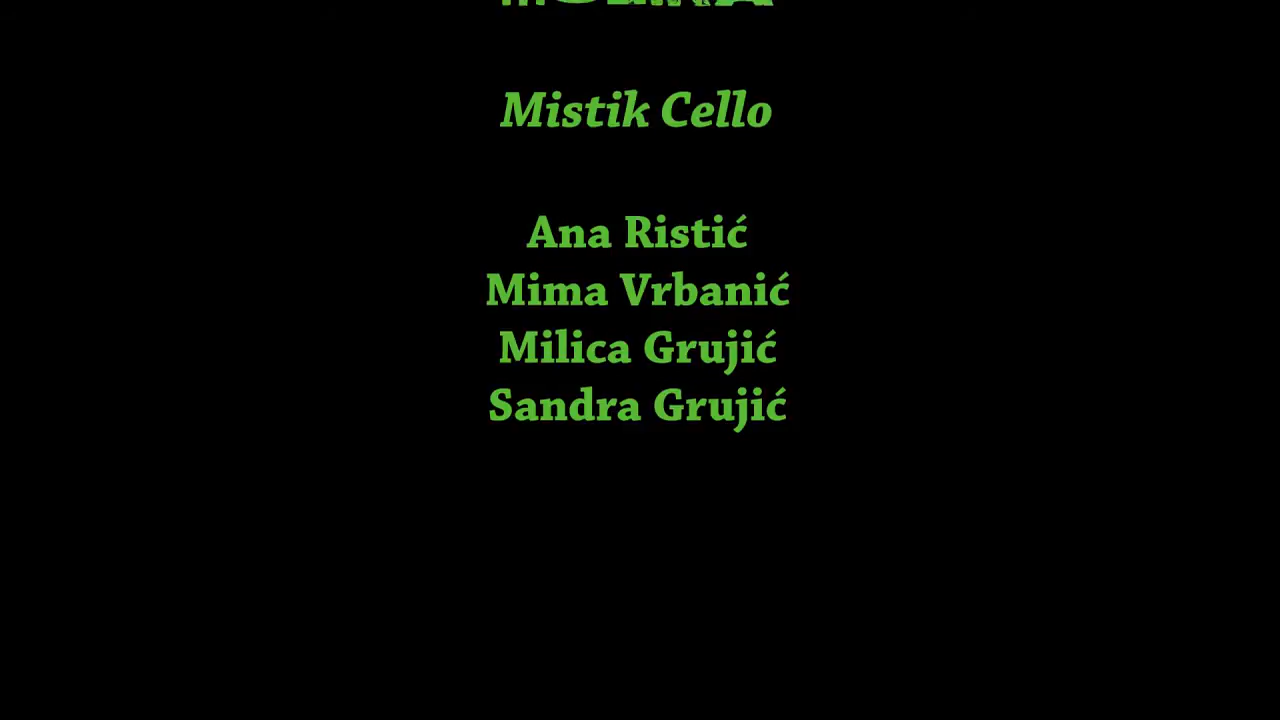 Mistik Cello
Ana Ristić
Mima Vrbanić
Milica Grujić
Sandra Grujić